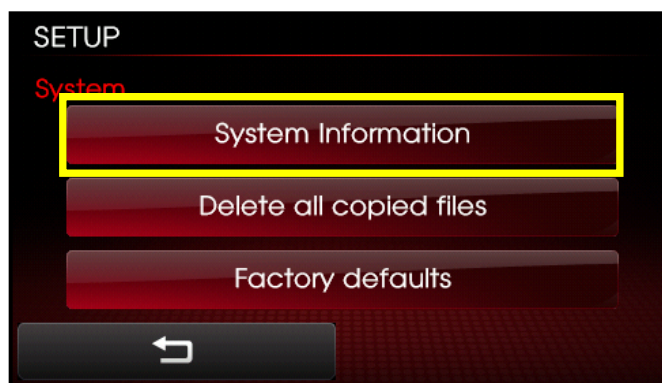 SETUP
System
System Information
Delete all copied files
Factory defaults